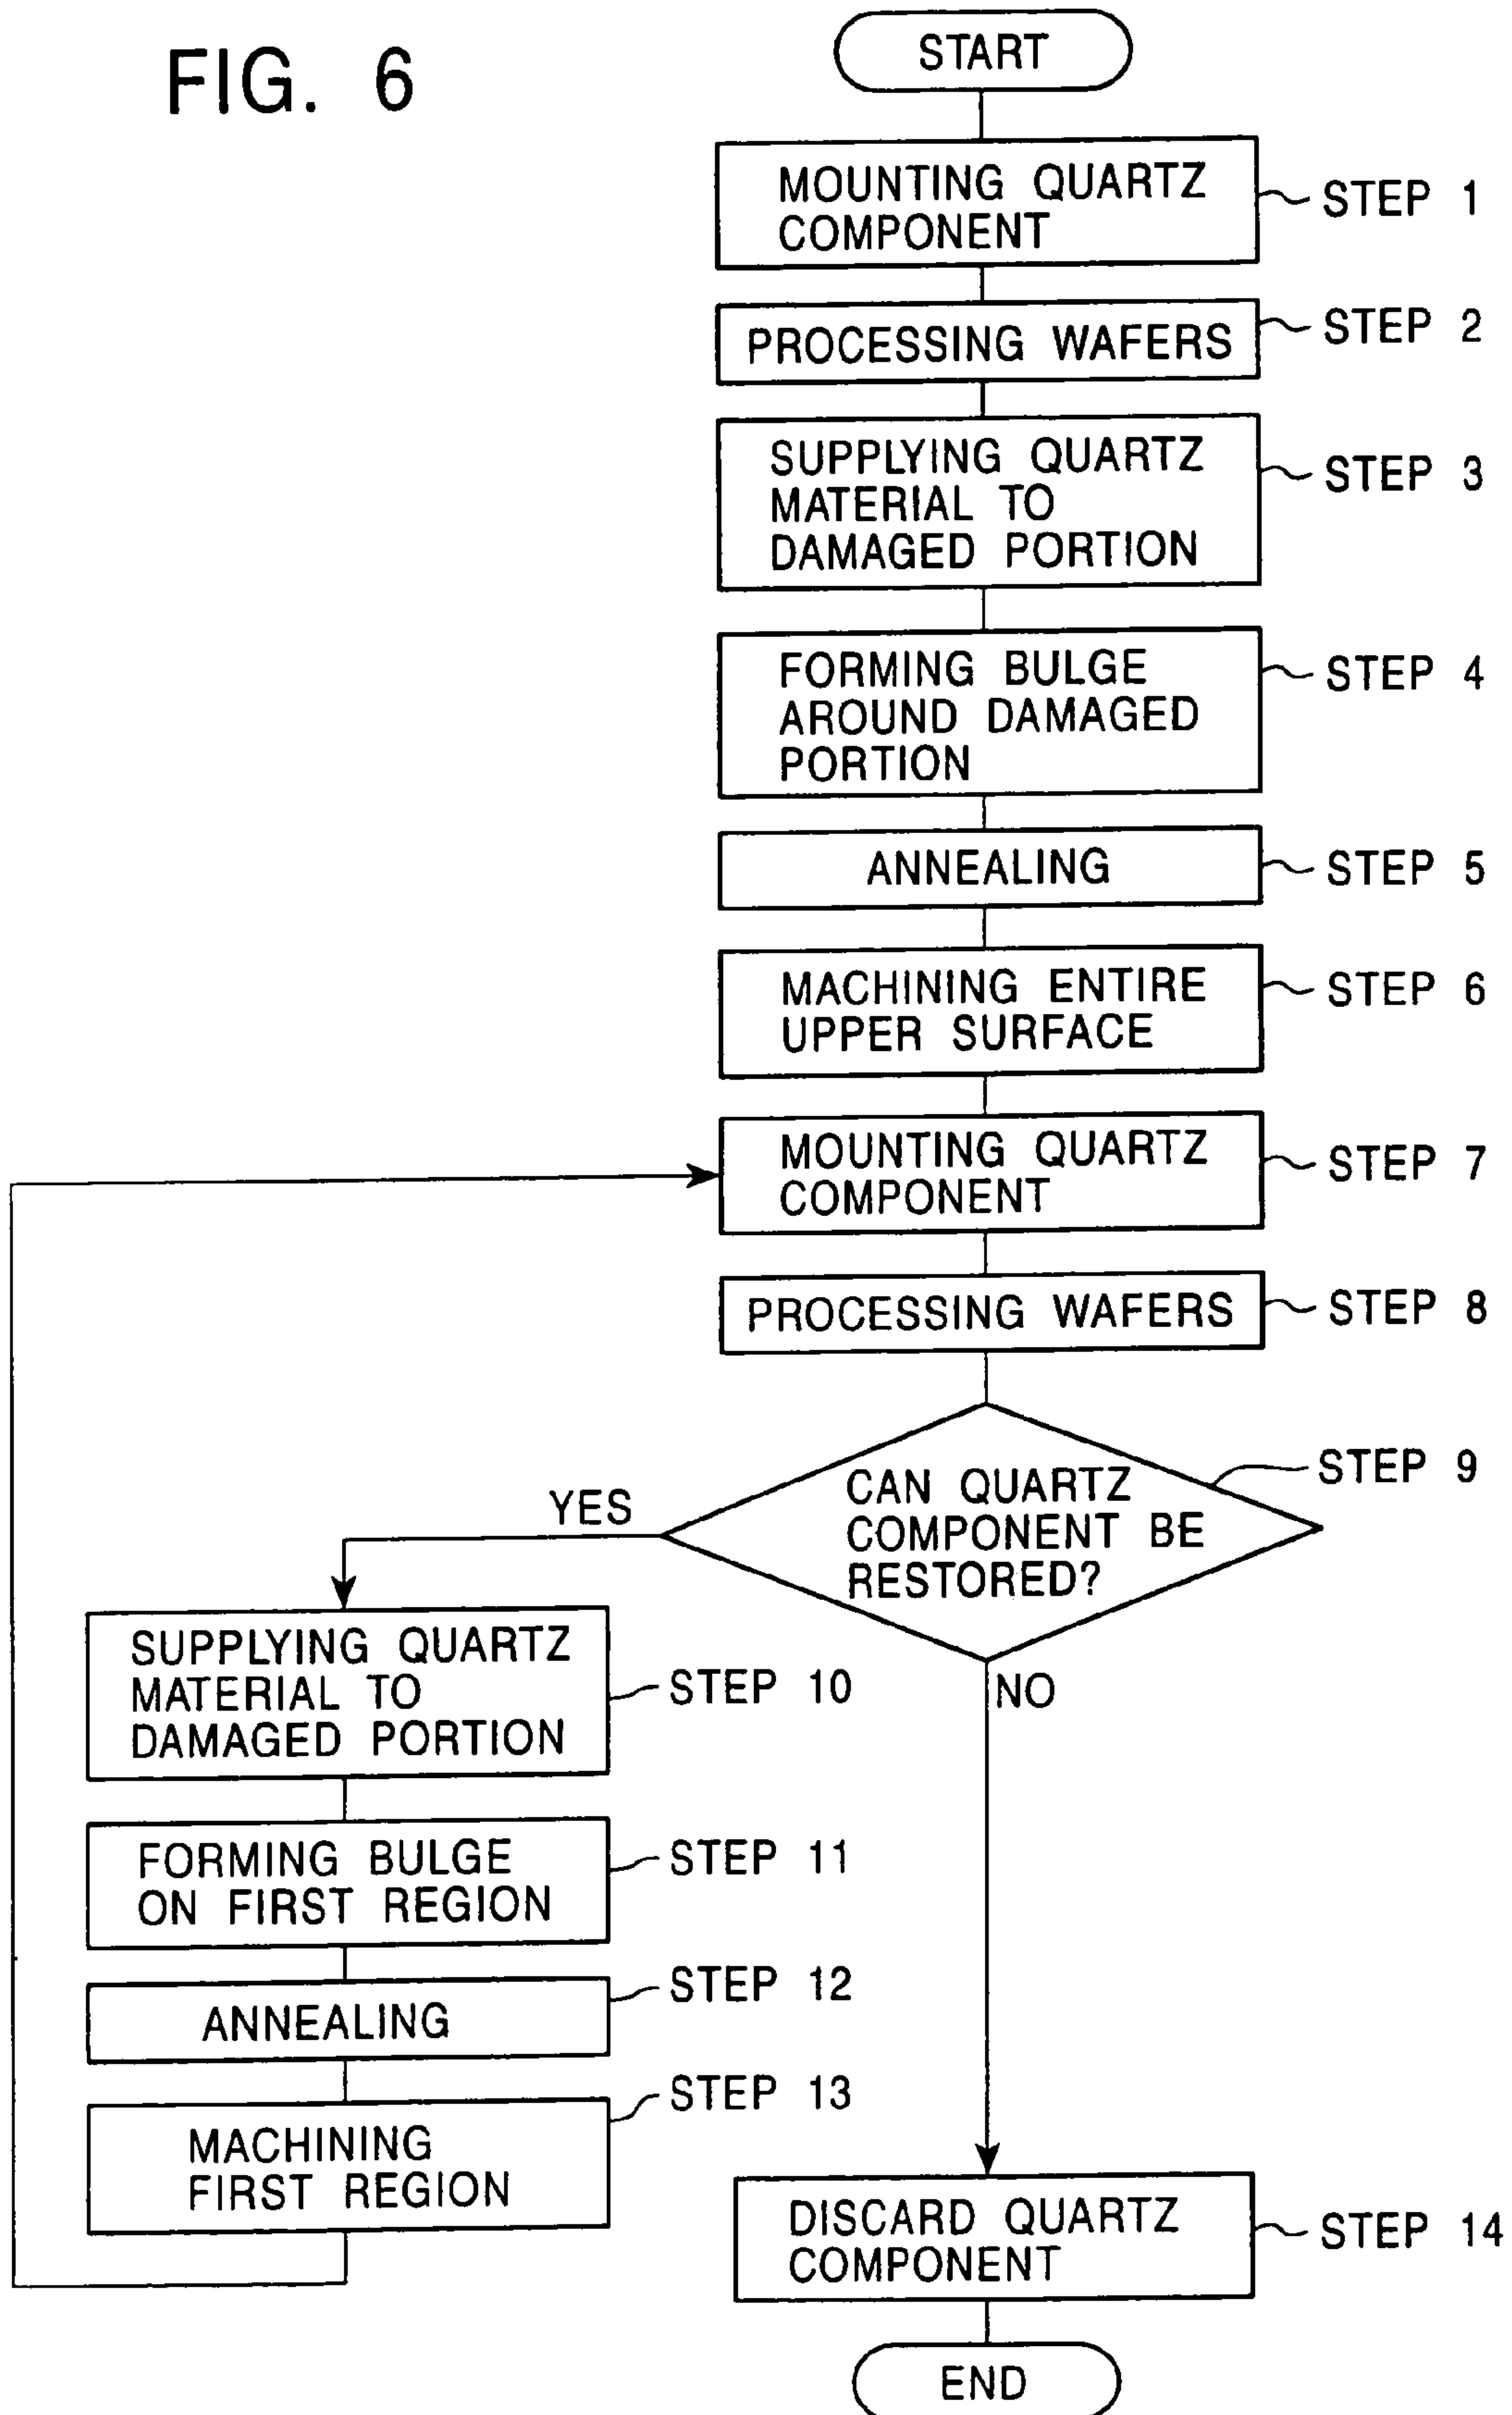 FIG. 6
START
MOUNTING QUARTZ
COMPONENT
STEP 1
PROCESSING WAFERS
STEP 2
SUPPLYING QUARTZ
MATERIAL TO
DAMAGED PORTION
STEP 3
FORMING BULGE
AROUND DAMAGED
PORTION
STEP 4
ANNEALING
STEP 5
MACHINING ENTIRE
UPPER SURFACE
STEP 6
MOUNTING QUARTZ
COMPONENT
STEP 7
PROCESSING WAFERS
STEP 8
CAN QUARTZ
COMPONENT BE
RESTORED?
STEP 9
YES
NO
SUPPLYING QUARTZ
MATERIAL TO
DAMAGED PORTION
STEP 10
FORMING BULGE
ON FIRST REGION
STEP 11
ANNEALING
STEP 12
MACHINING
FIRST REGION
STEP 13
DISCARD QUARTZ
COMPONENT
STEP 14
END